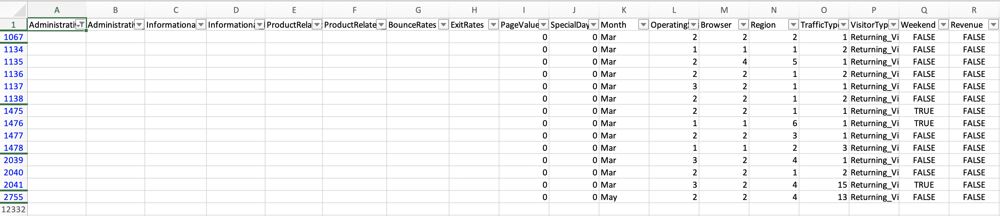 A B C D E F G H I J K L M N O P Q R
1 Administrati Administrativ Informationa Informationa_ ProductRela ProductRelate_ BounceRates ExitRates PageValue SpecialDay Month Operating Browser Region TrafficType VisitorTyp Weekend Revenue
1067 0 0 Mar 2 2 2 1 Returning_Vi FALSE FALSE
1134 0 0 Mar 1 1 1 2 Returning_Vi FALSE FALSE
1135 0 0 Mar 2 4 5 1 Returning_Vi FALSE FALSE
1136 0 0 Mar 2 2 1 2 Returning_Vi FALSE FALSE
1137 0 0 Mar 3 2 1 1 Returning_Vi FALSE FALSE
1138 0 0 Mar 2 2 1 2 Returning_Vi FALSE FALSE
1475 0 0 Mar 2 2 1 1 Returning_Vi TRUE FALSE
1476 0 0 Mar 1 1 6 1 Returning_Vi TRUE FALSE
1477 0 0 Mar 2 2 3 1 Returning_Vi FALSE FALSE
1478 0 0 Mar 1 1 2 3 Returning_Vi FALSE FALSE
2039 0 0 Mar 3 2 4 1 Returning_Vi FALSE FALSE
2040 0 0 Mar 2 2 1 2 Returning_Vi FALSE FALSE
2041 0 0 Mar 3 2 4 15 Returning_Vi TRUE FALSE
2755 0 0 May 2 2 4 13 Returning_Vi FALSE FALSE
12332